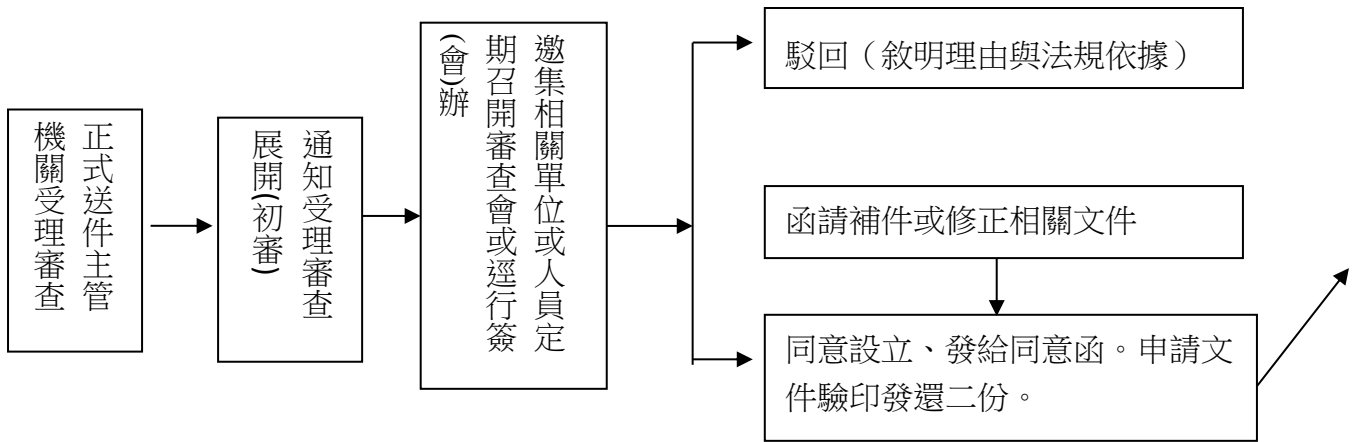 正式送件主管
機關受理審查
通知受理審查
展開(初審)
邀集相關單位或人員定
期召開審查會或逕行簽
(會)辦
駁回（敘明理由與法規依據）
函請補件或修正相關文件
同意設立、發給同意函。申請文
件驗印發還二份。